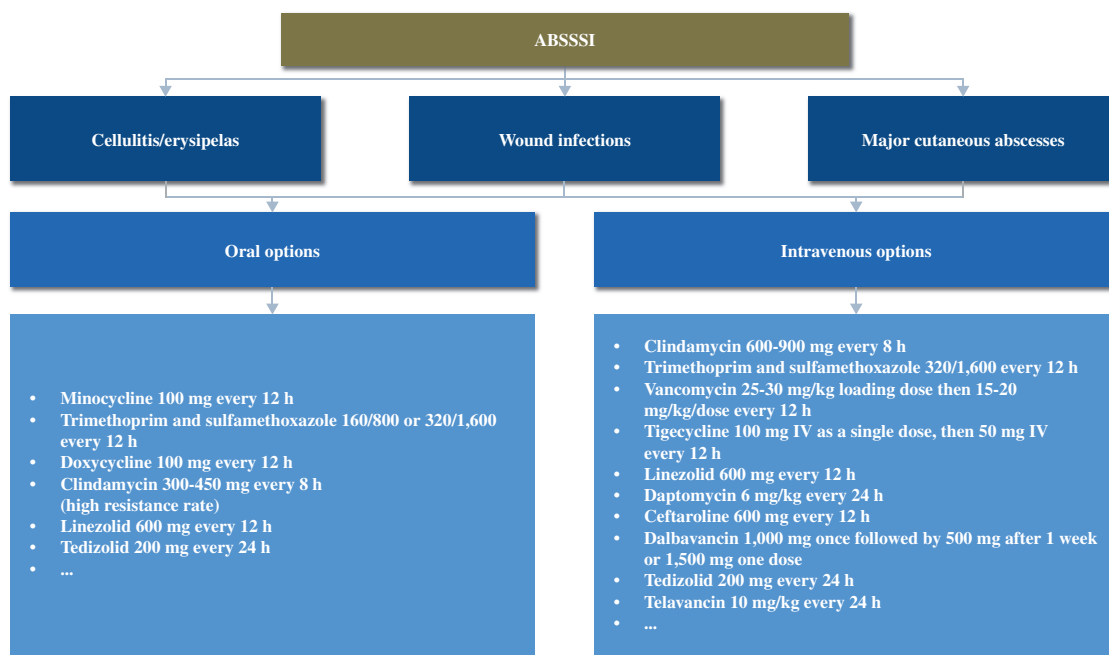 ABSSSI
Cellulitis/erysipelas
Wound infections
Major cutaneous abscesses
Oral options
Intravenous options
• Minocycline 100 mg every 12 h
• Trimethoprim and sulfamethoxazole 160/800 or 320/1,600
every 12 h
• Doxycycline 100 mg every 12 h
• Clindamycin 300-450 mg every 8 h
(high resistance rate)
• Linezolid 600 mg every 12 h
• Tedizolid 200 mg every 24 h
• ...
• Clindamycin 600-900 mg every 8 h
• Trimethoprim and sulfamethoxazole 320/1,600 every 12 h
• Vancomycin 25-30 mg/kg loading dose then 15-20
mg/kg/dose every 12 h
• Tigecycline 100 mg IV as a single dose, then 50 mg IV
every 12 h
• Linezolid 600 mg every 12 h
• Daptomycin 6 mg/kg every 24 h
• Ceftaroline 600 mg every 12 h
• Dalbavancin 1,000 mg once followed by 500 mg after 1 week
or 1,500 mg one dose
• Tedizolid 200 mg every 24 h
• Telavancin 10 mg/kg every 24 h
• ...